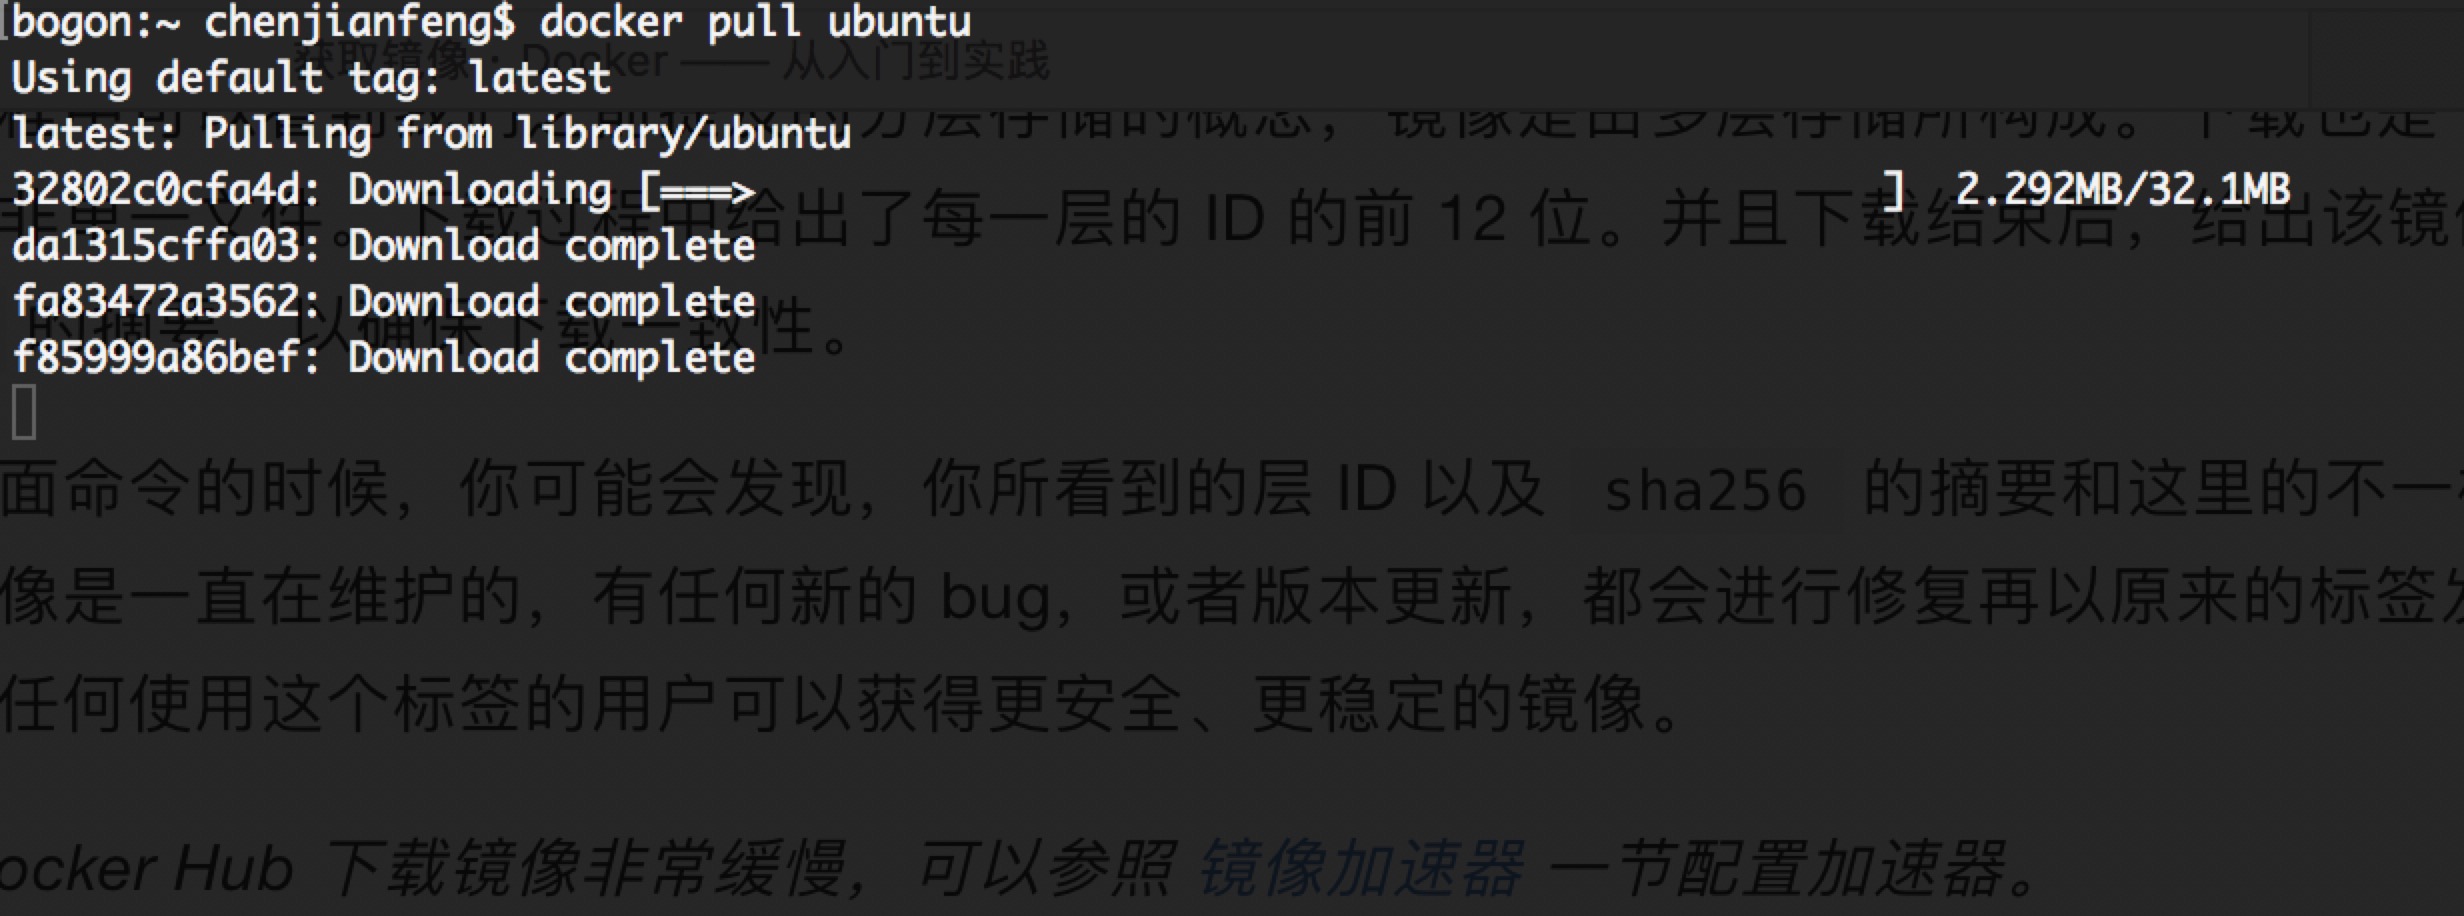 bogon:~ chenjianfeng$ docker pull ubuntu
获取镜像 · Docker —— 从入门到实践
Using default tag: latest
分层存储的概念，镜像是由多层存储所构成。下载也是
latest: Pulling from library/ubuntu
32802c0cfa4d: Downloading [===> ] 2.292MB/32.1MB
非单一文件。下载过程中给出了每一层的 ID 的前 12 位。并且下载结束后，给出该镜
da1315cffa03: Download complete
fa83472a3562: Download complete
的摘要，以确保下载一致性。
f85999a86bef: Download complete
面命令的时候，你可能会发现，你所看到的层 ID 以及 sha256 的摘要和这里的不一
像是一直在维护的，有任何新的 bug，或者版本更新，都会进行修复再以原来的标签
任何使用这个标签的用户可以获得更安全、更稳定的镜像。
ocker Hub 下载镜像非常缓慢，可以参照 镜像加速器 一节配置加速器。